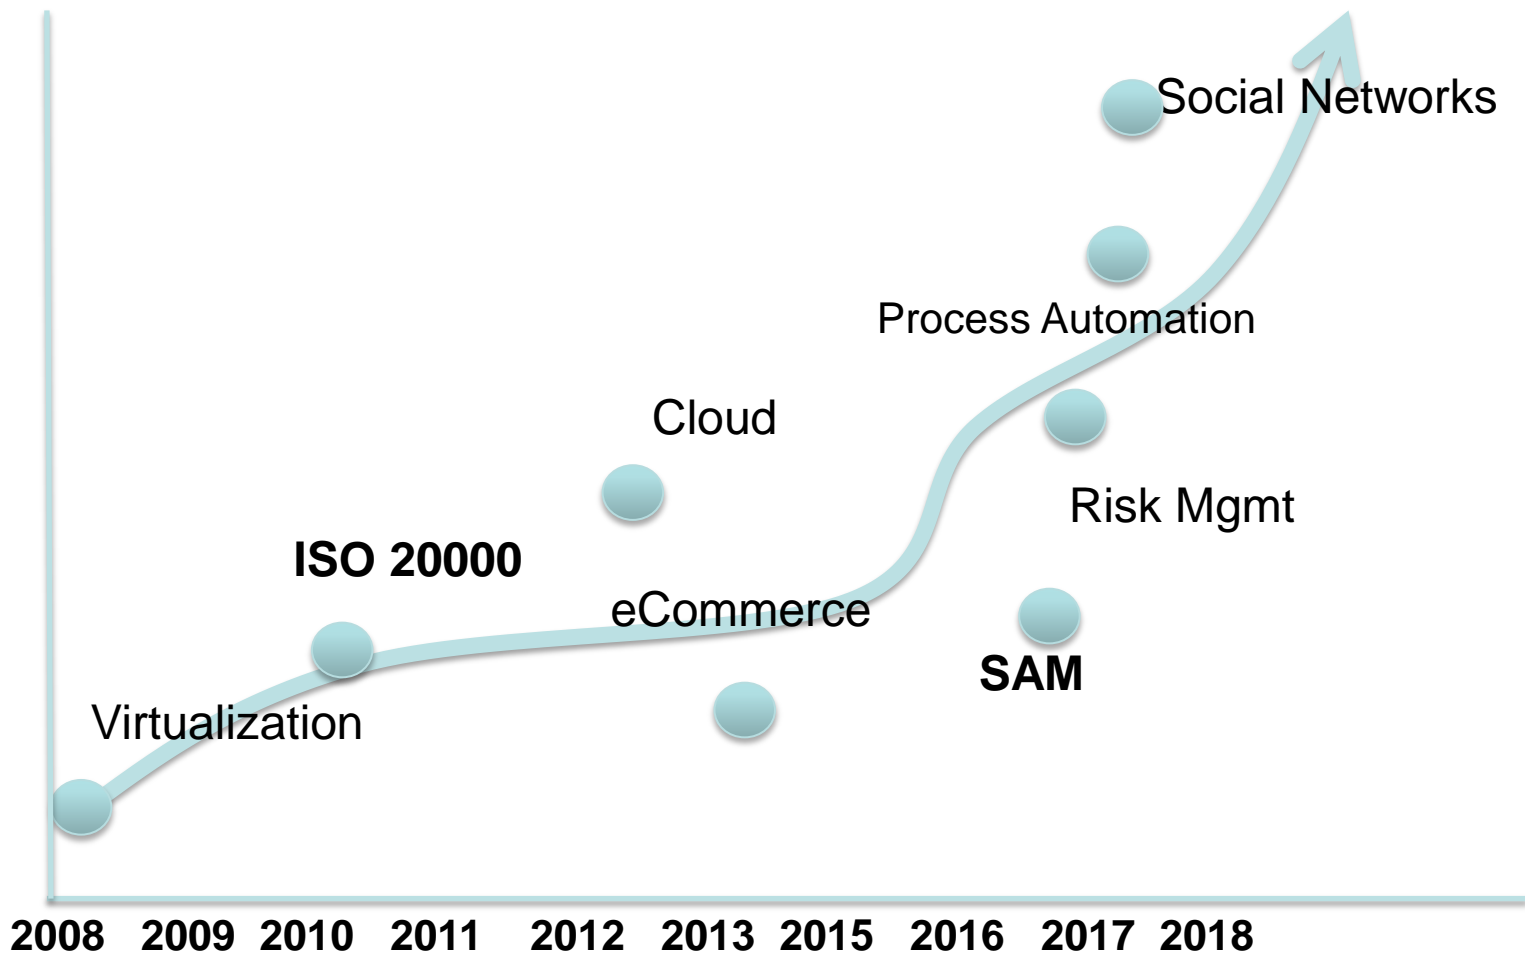 Social Networks
Process Automation
Cloud
Risk Mgmt
ISO 20000
eCommerce
SAM
Virtualization
2008 2009 2010 2011 2012 2013 2015 2016 2017 2018